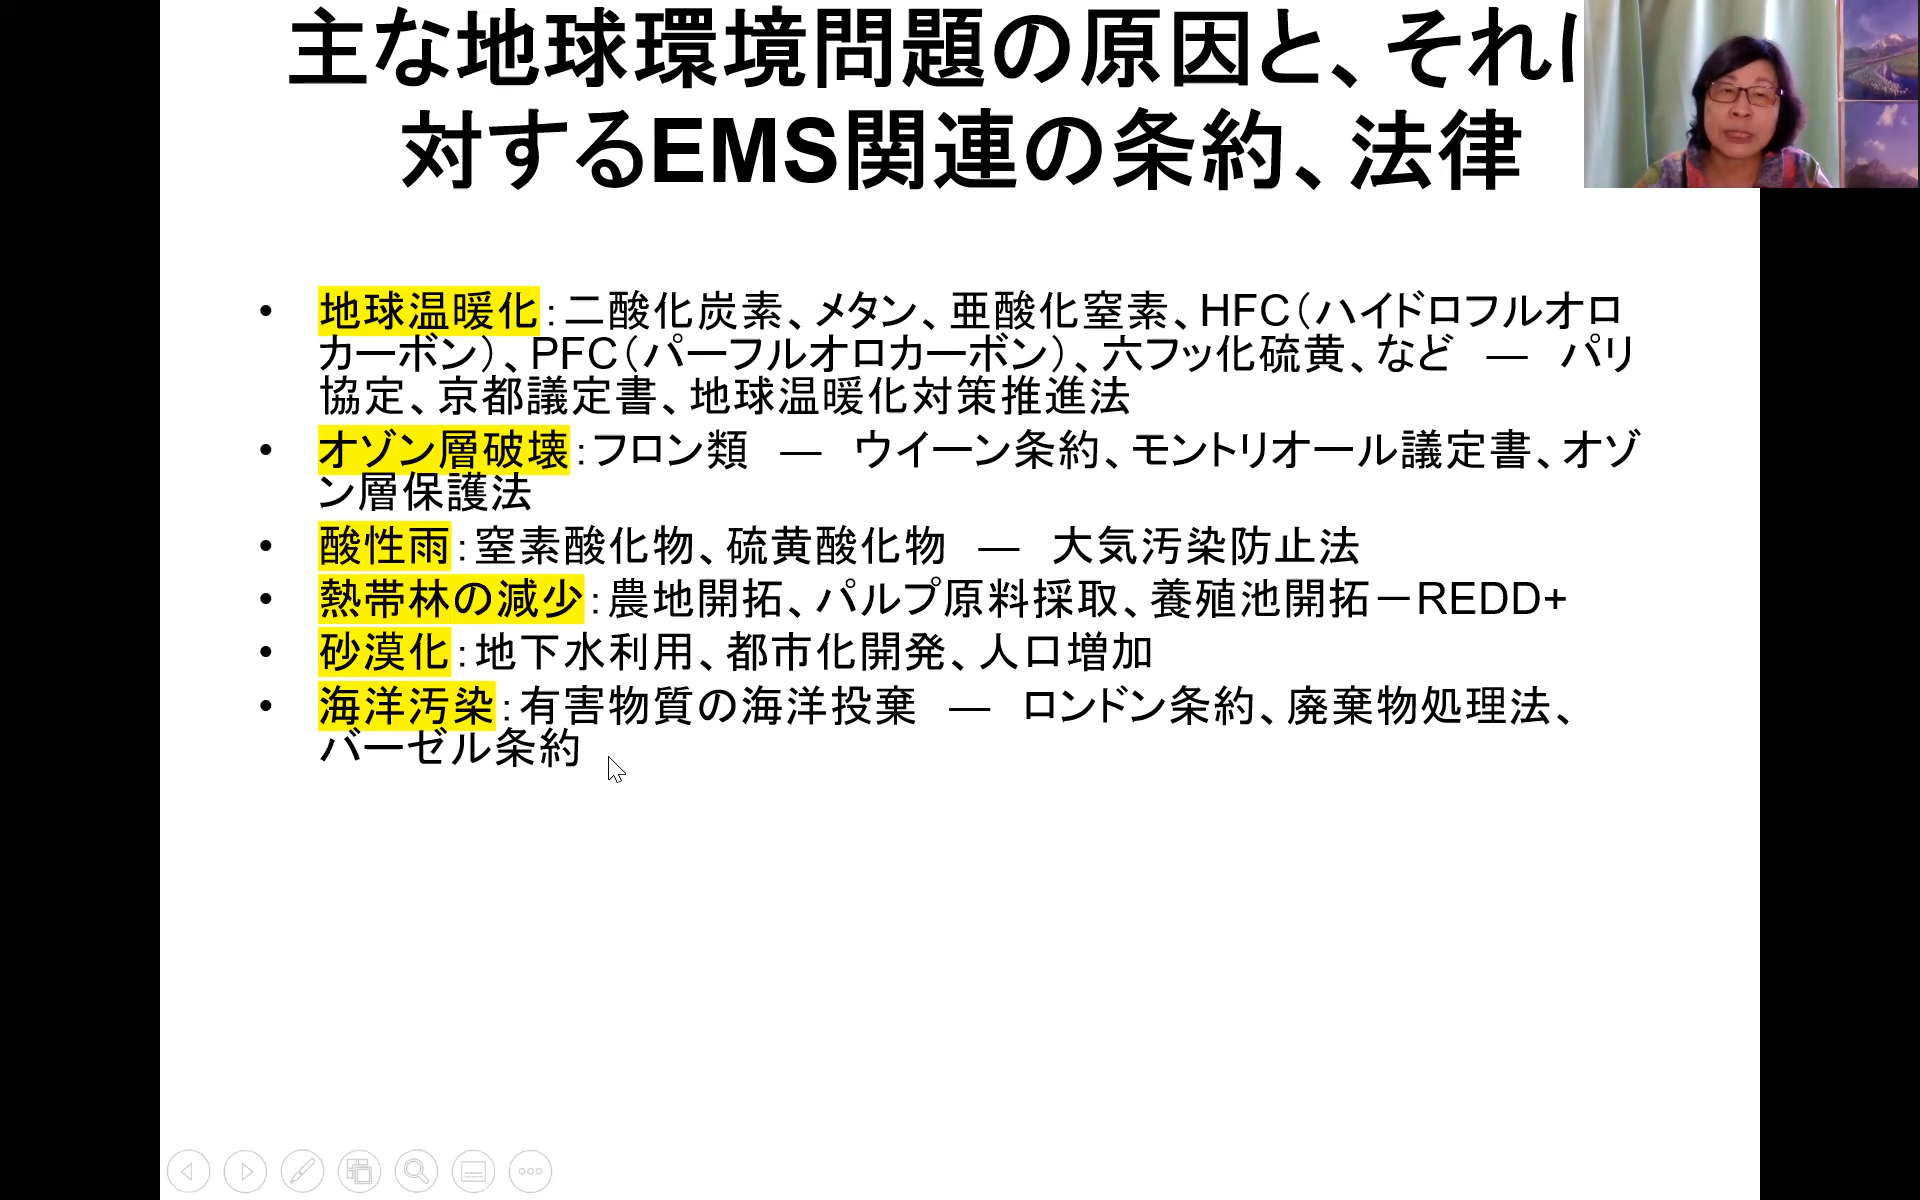 主な地球環境問題の原因と、それに
対するEMS関連の条約、法律
• 地球温暖化:二酸化炭素、メタン、亜酸化窒素、HFC(ハイドロフルオロ
カーボン)、PFC(パーフルオロカーボン)、六フッ化硫黄、など ― パリ
協定、京都議定書、地球温暖化対策推進法
• オゾン層破壊:フロン類 ― ウイーン条約、モントリオール議定書、オゾ
ン層保護法
• 酸性雨:窒素酸化物、硫黄酸化物 ― 大気汚染防止法
• 熱帯林の減少:農地開拓、パルプ原料採取、養殖池開拓－REDD+
• 砂漠化:地下水利用、都市化開発、人口増加
• 海洋汚染:有害物質の海洋投棄 ― ロンドン条約、廃棄物処理法、
バーゼル条約